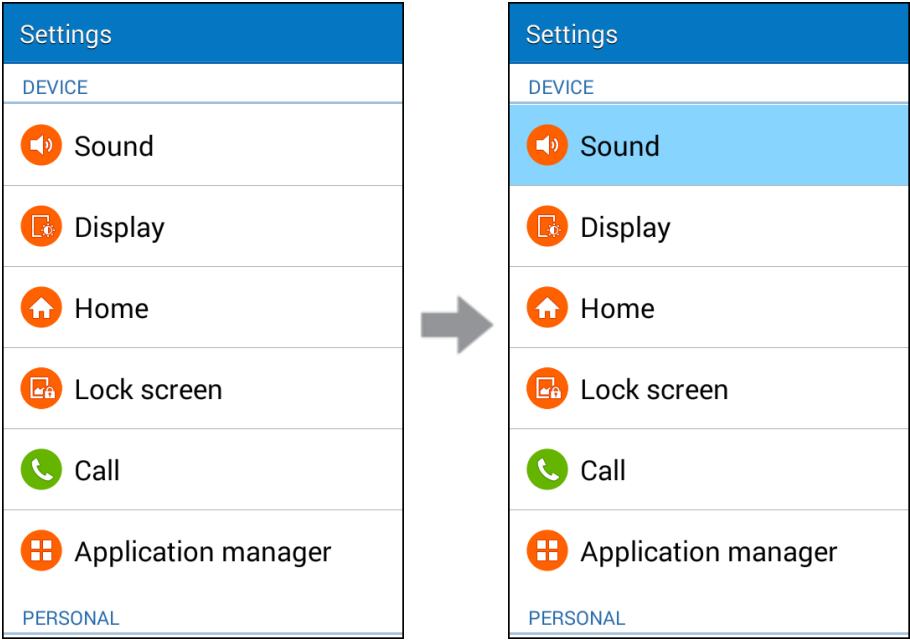 Settings
DEVICE
Sound
Display
Home
Lock screen
Call
Application manager
PERSONAL
Settings
DEVICE
Sound
Display
Home
Lock screen
Call
Application manager
PERSONAL